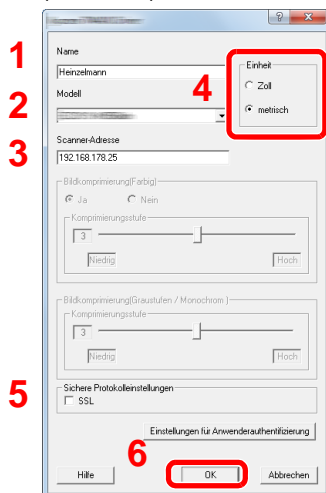 1
Name
Heinzelmann
2
Modell
3
Scanner-Adresse
192.168.178.25
4
Einheit
Zoll
metrisch
Bildkomprimierung(Farbig)
Ja Nein
Komprimierungsstufe
3
Niedrig Hoch
Bildkomprimierung(Graustufen / Monochrom )
Komprimierungsstufe
3
Niedrig Hoch
5
Sichere Protokolleinstellungen
SSL
Einstellungen für Anwenderauthentifizierung
6
Hilfe OK Abbrechen